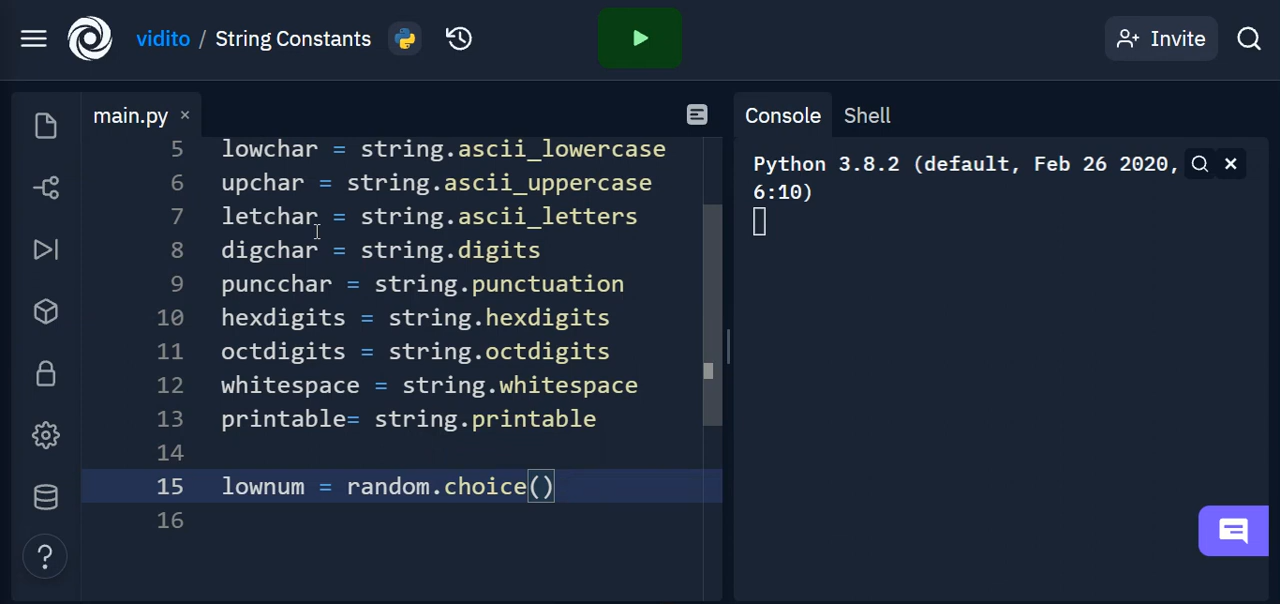 vidito / String Constants
Invite
main.py ×
Console Shell
5 lowchar = string.ascii_lowercase
6 upchar = string.ascii_uppercase
7 letchar = string.ascii_letters
8 digchar = string.digits
9 puncchar = string.punctuation
10 hexdigits = string.hexdigits
11 octdigits = string.octdigits
12 whitespace = string.whitespace
13 printable= string.printable
14
15 lownum = random.choice()
16
Python 3.8.2 (default, Feb 26 2020,
6:10)
?